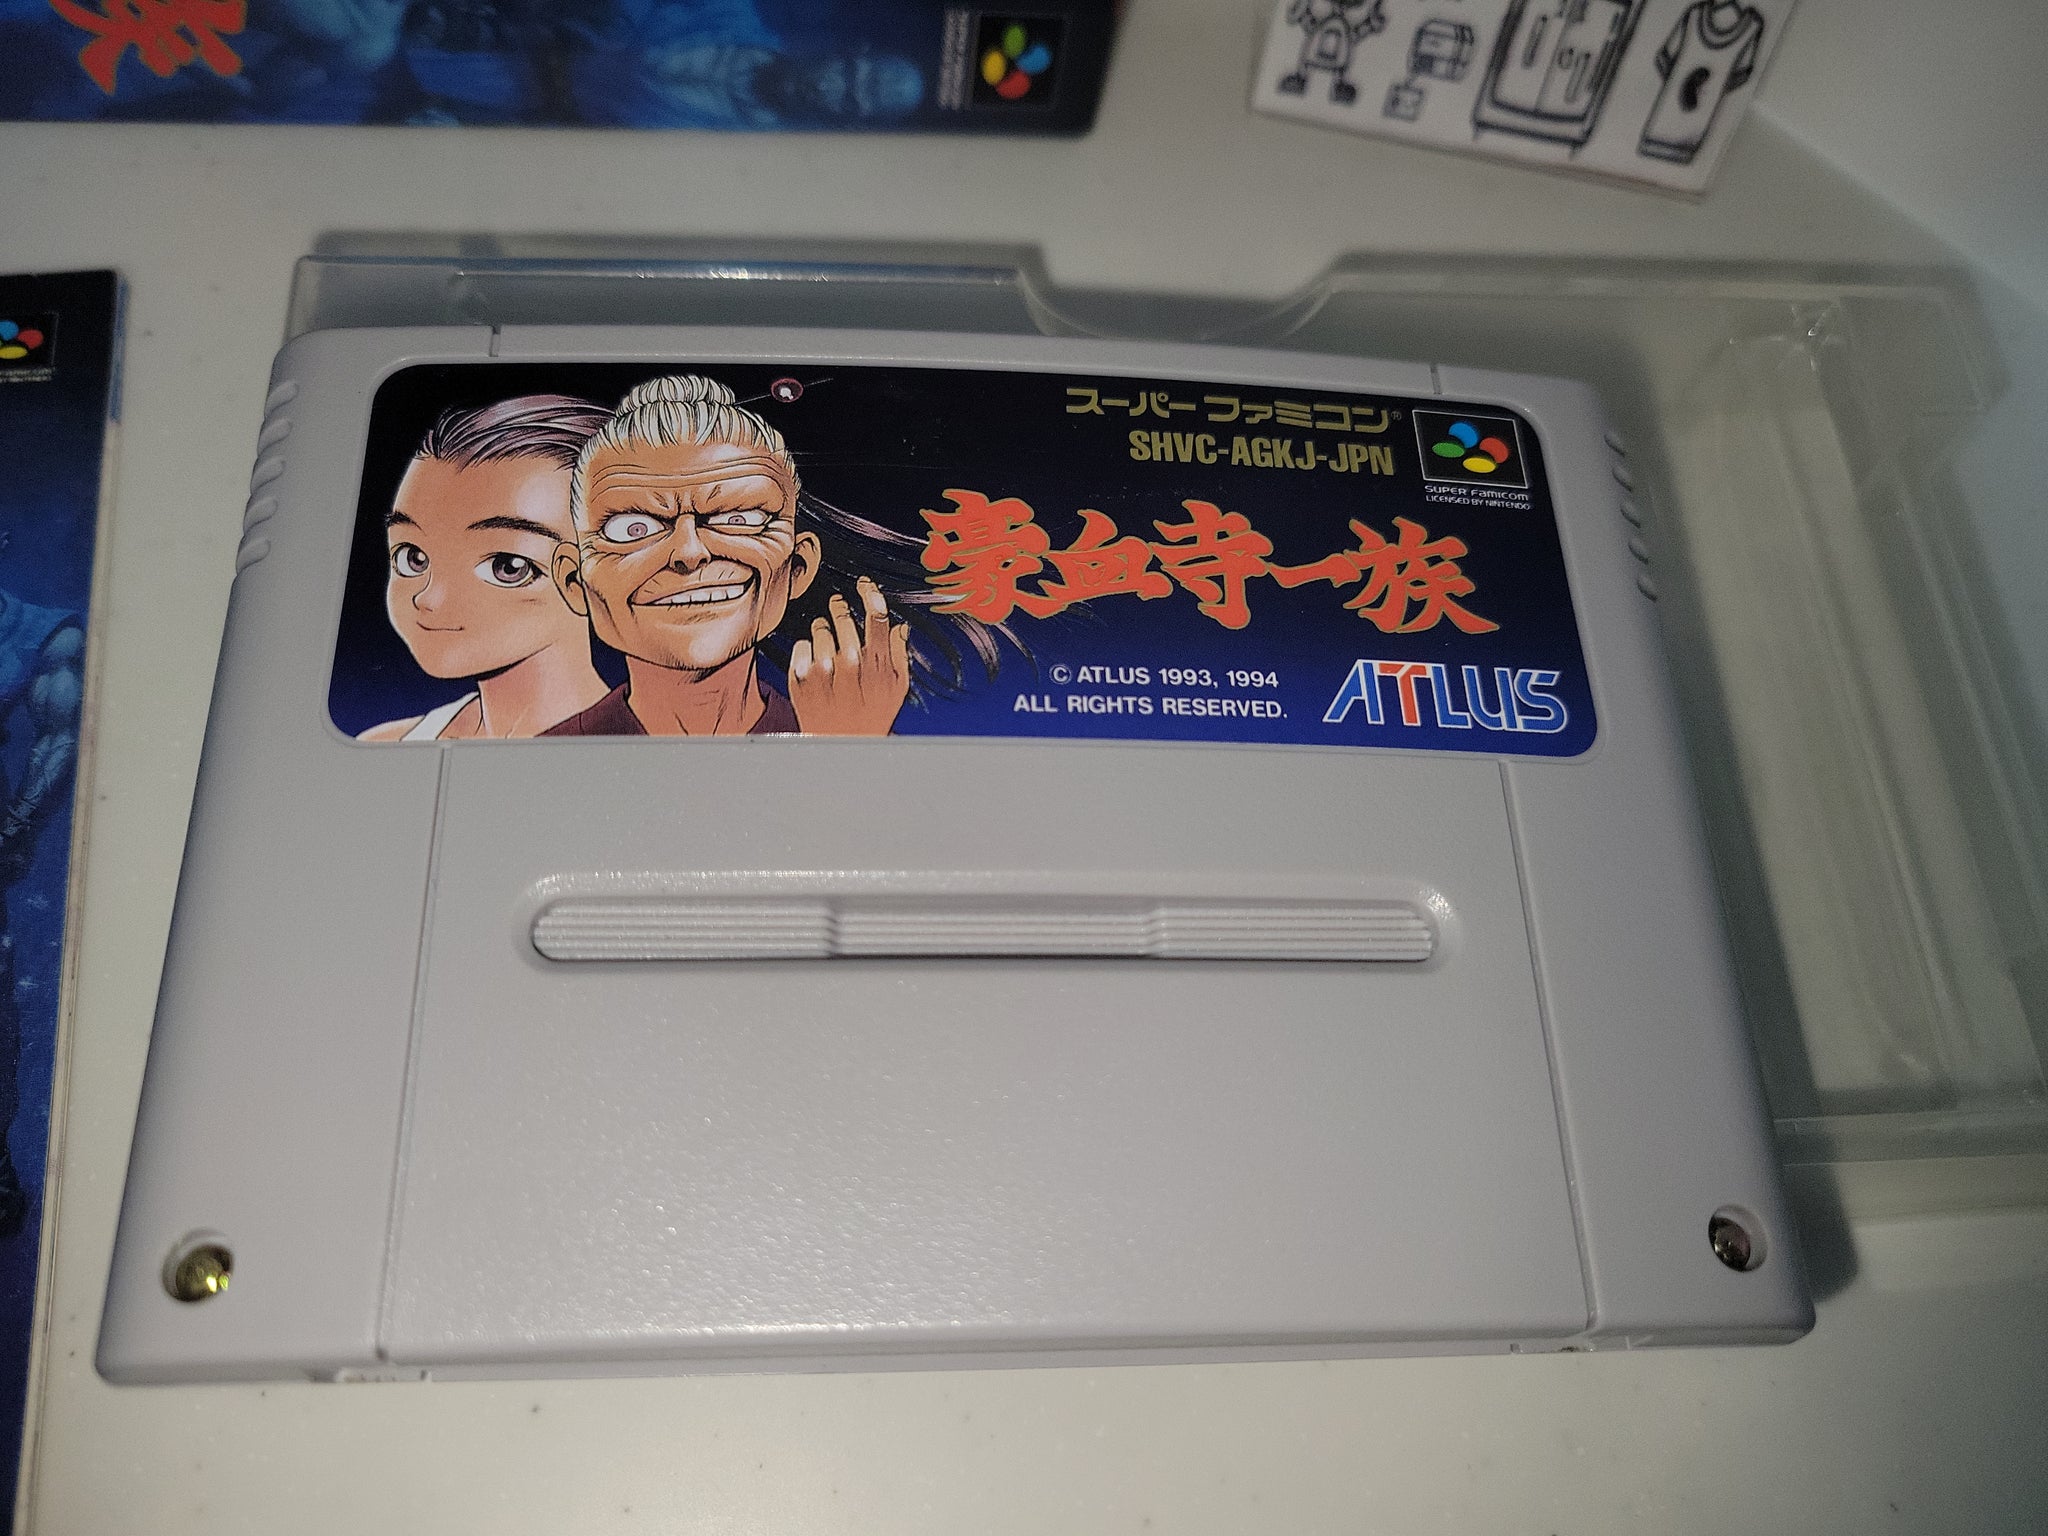 族
スーパーファミコン®
SHVC-AGKJ-JPN
SUPER FAMICOM
LICENSED BY NINTENDO
豪血寺一族
© ATLUS 1993, 1994
ALL RIGHTS RESERVED.
ATLUS